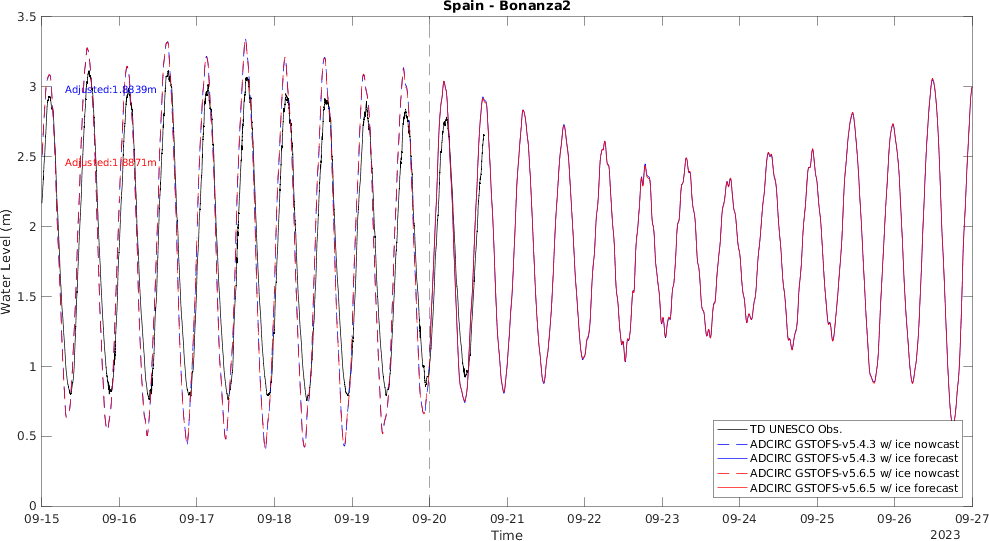 Spain - Bonanza2
Water Level (m)
3.5
3
2.5
2
1.5
1
0.5
0
Adjusted:1.8339m
Adjusted:1.8871m
TD UNESCO Obs.
ADCIRC GSTOFS-v5.4.3 w/ ice nowcast
ADCIRC GSTOFS-v5.4.3 w/ ice forecast
ADCIRC GSTOFS-v5.6.5 w/ ice nowcast
ADCIRC GSTOFS-v5.6.5 w/ ice forecast
09-15 09-16 09-17 09-18 09-19 09-20 09-21 09-22 09-23 09-24 09-25 09-26 09-27
Time
2023